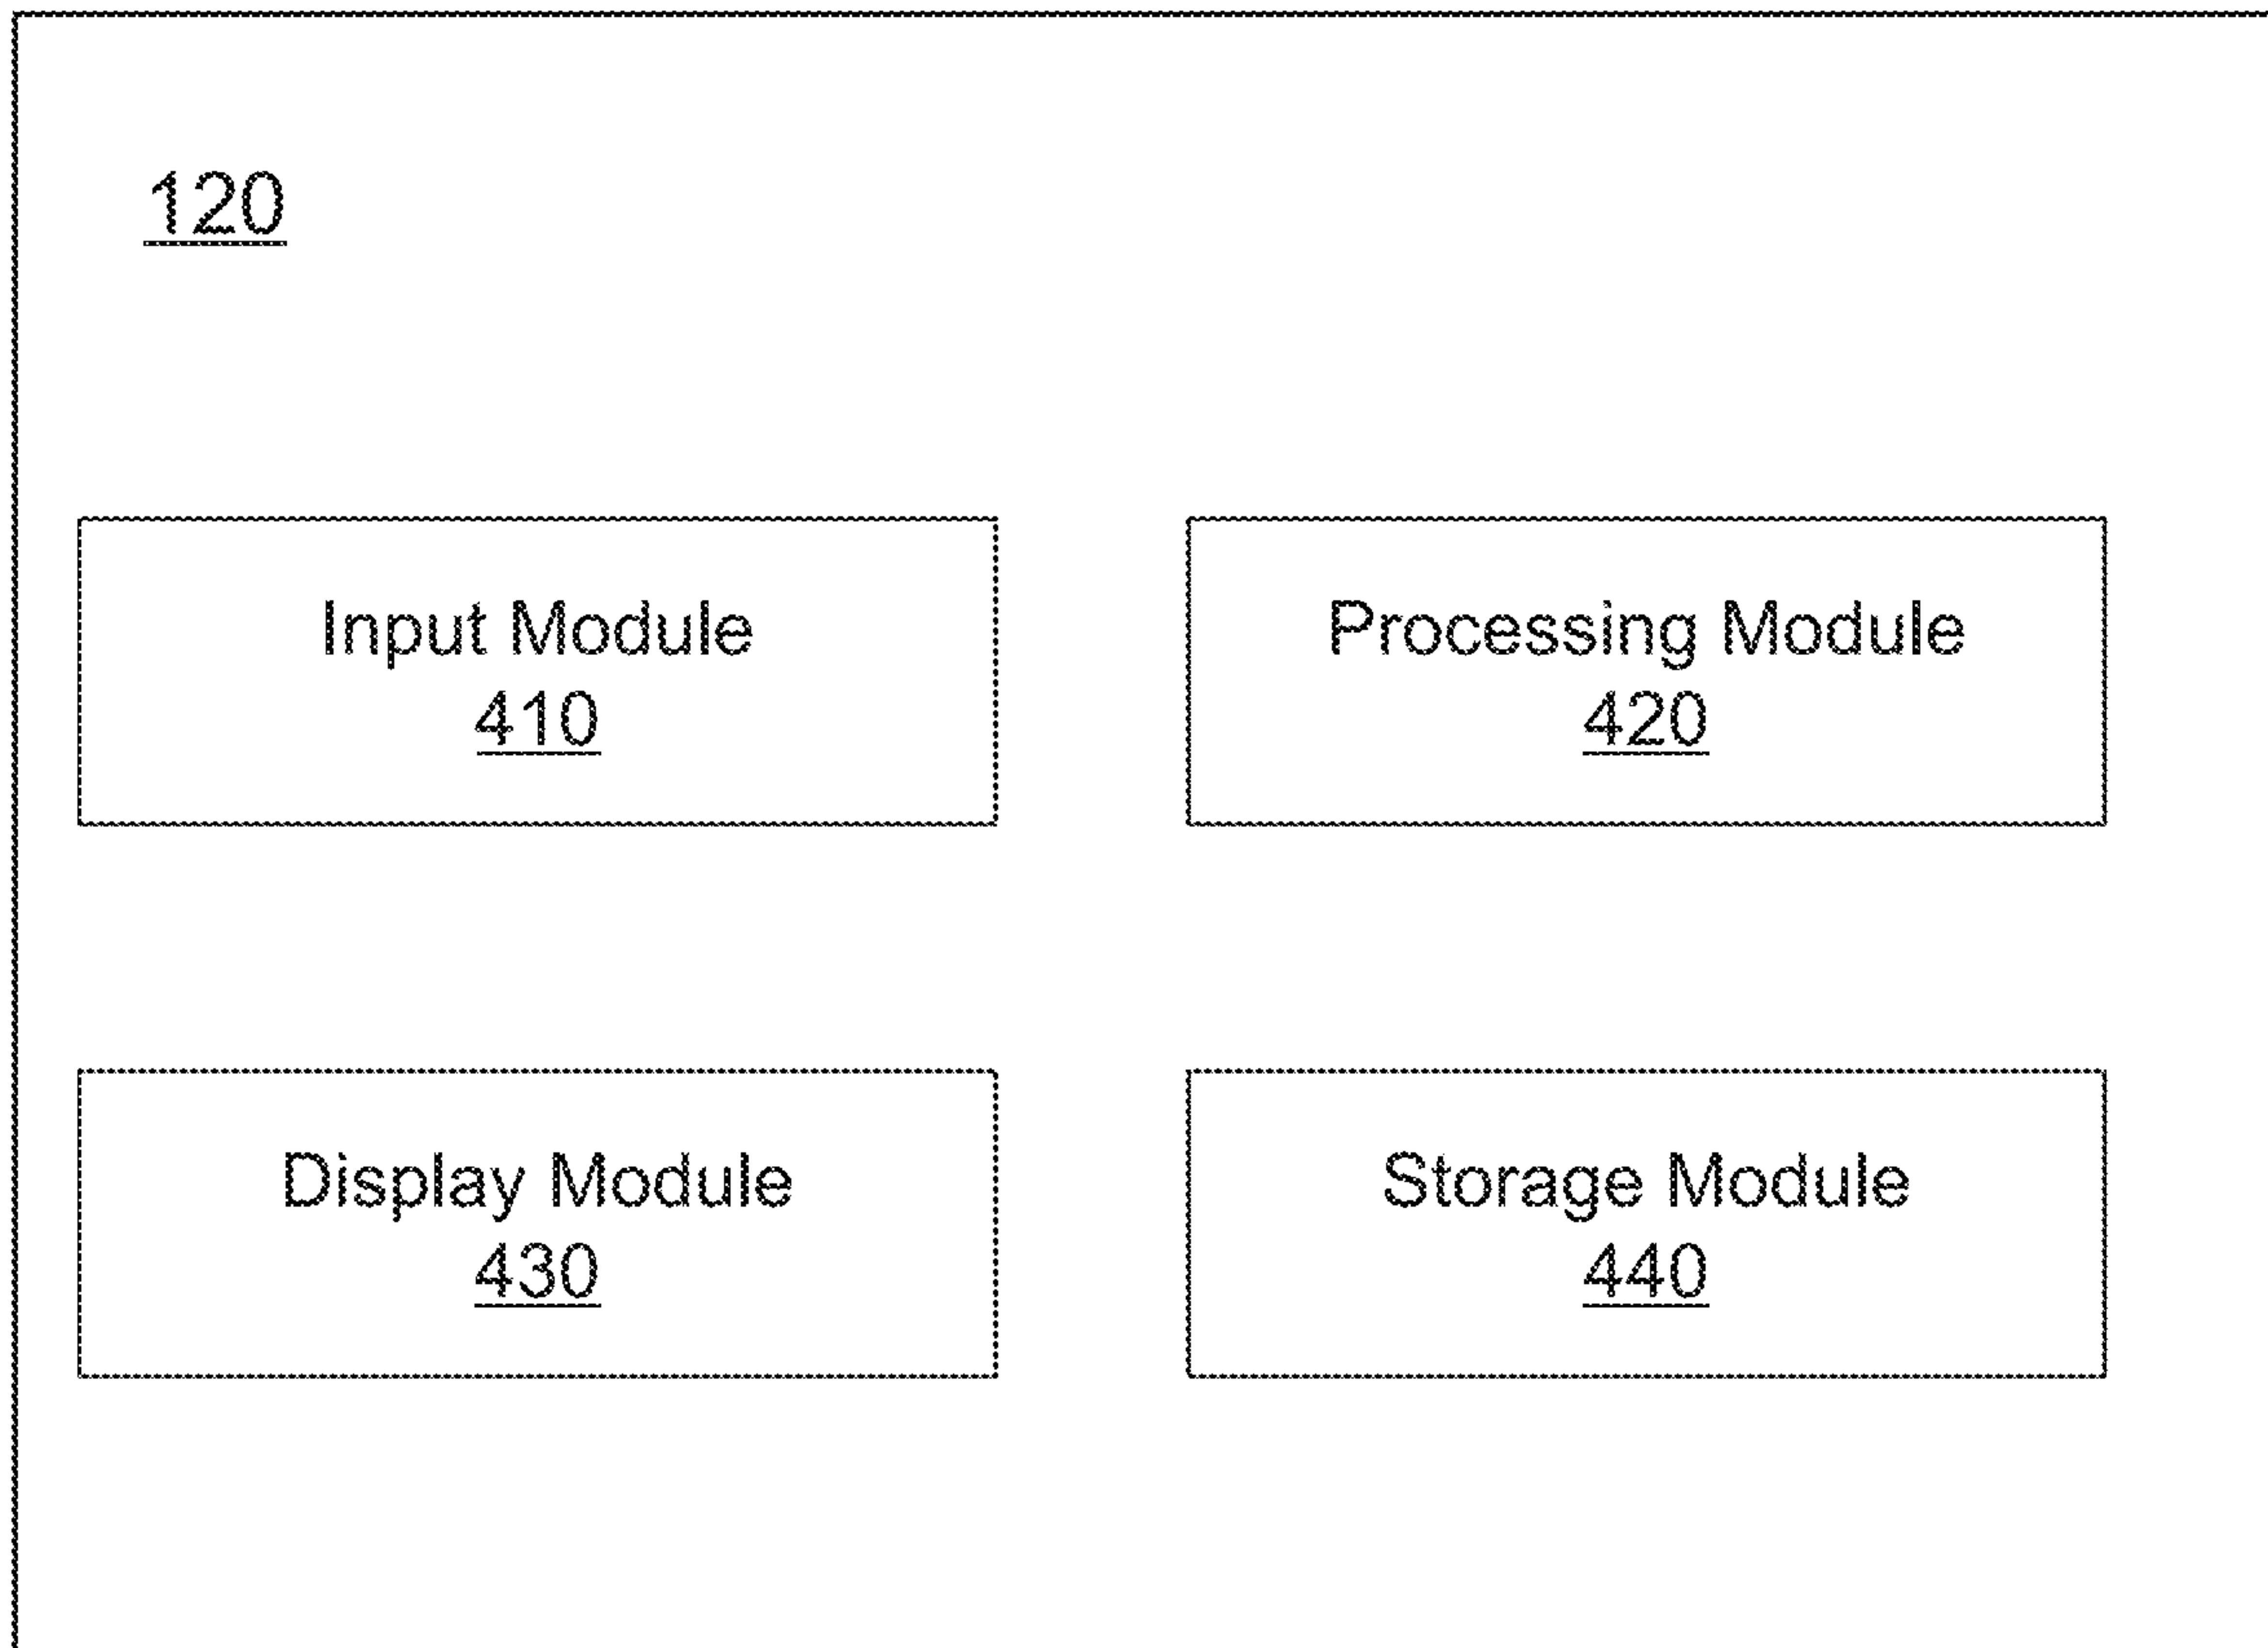 120
Input Module
410
Processing Module
420
Display Module
430
Storage Module
440